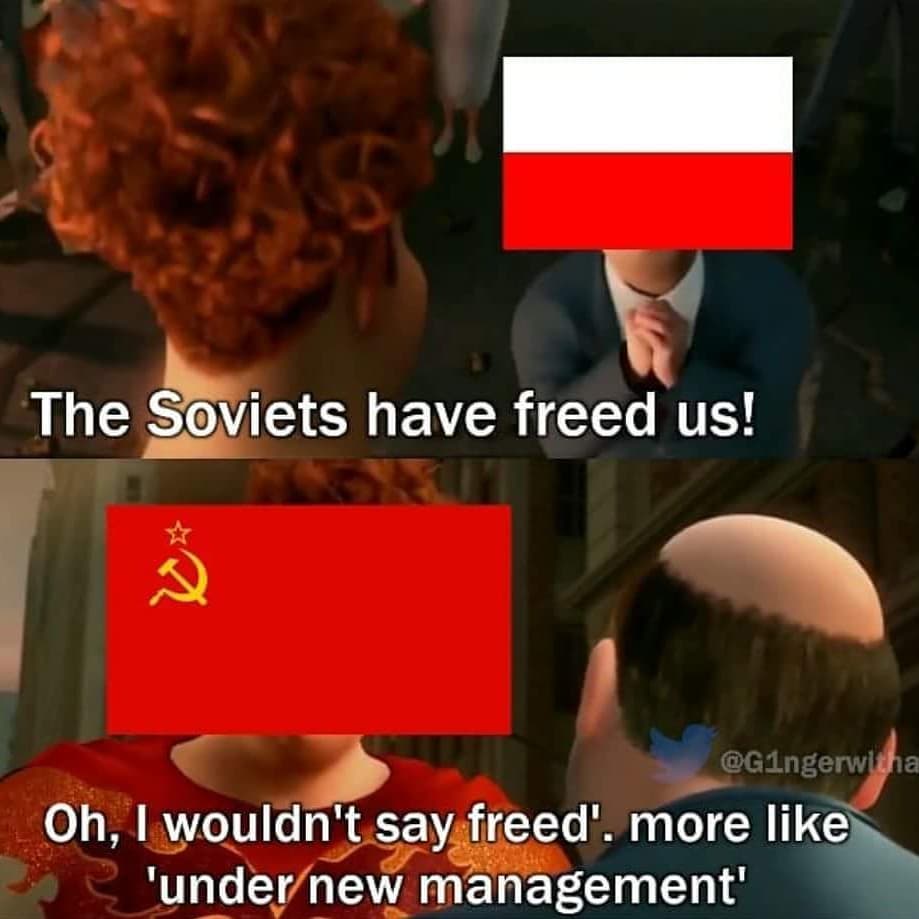 The Soviets have freed us!
@G1ngerwitha
Oh, I wouldn't say freed'. more like
'under new management'